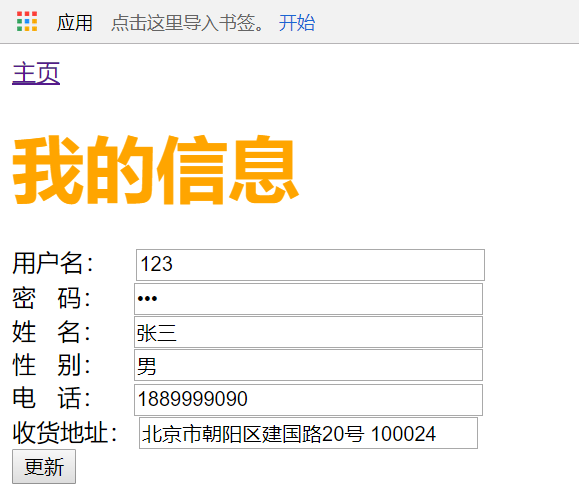 应用 点击这里导入书签。 开始
主页
我的信息
用户名： 123
密 码： •••
姓 名： 张三
性 别： 男
电 话： 1889999090
收货地址： 北京市朝阳区建国路20号 100024
更新